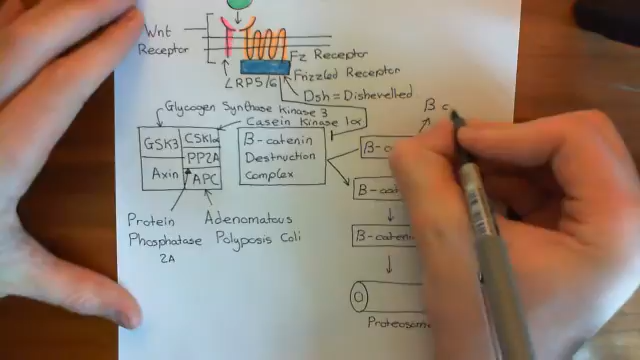 Wnt
Receptor
Fz Receptor
Frizzled Receptor
LRP5/6
Dsh = Dishevelled
Glycogen Synthase Kinase 3
Casein Kinase 1α
GSK3
CSK1α
PP2A
Axin
APC
β-catenin
Destruction
Complex
β
β-catenin
Protein
Phosphatase
2A
Adenomatous
Polyposis Coli
Proteosome